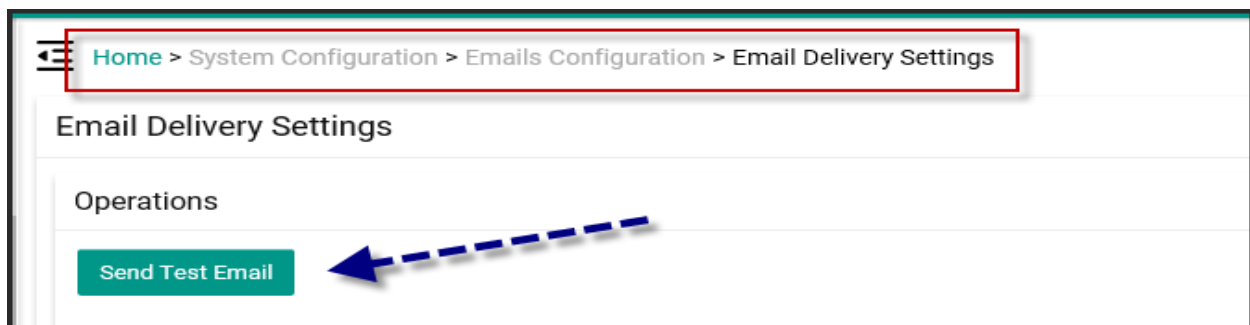 Home > System Configuration > Emails Configuration > Email Delivery Settings
Email Delivery Settings
Operations
Send Test Email